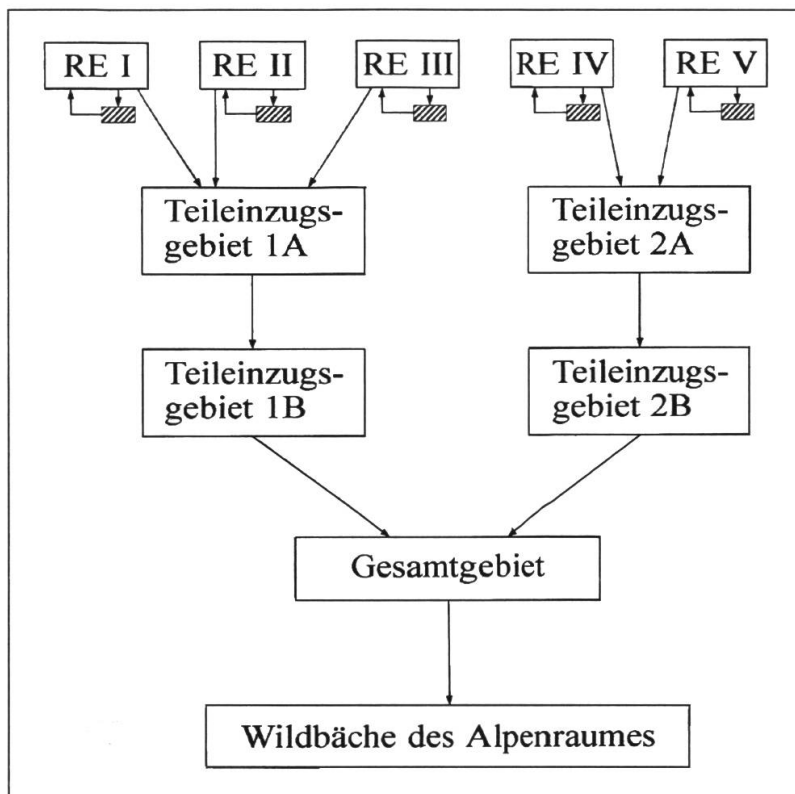 RE I
RE II
RE III
RE IV
RE V
Teileinzugs-
gebiet 1A
Teileinzugs-
gebiet 2A
Teileinzugs-
gebiet 1B
Teileinzugs-
gebiet 2B
Gesamtgebiet
Wildbäche des Alpenraumes